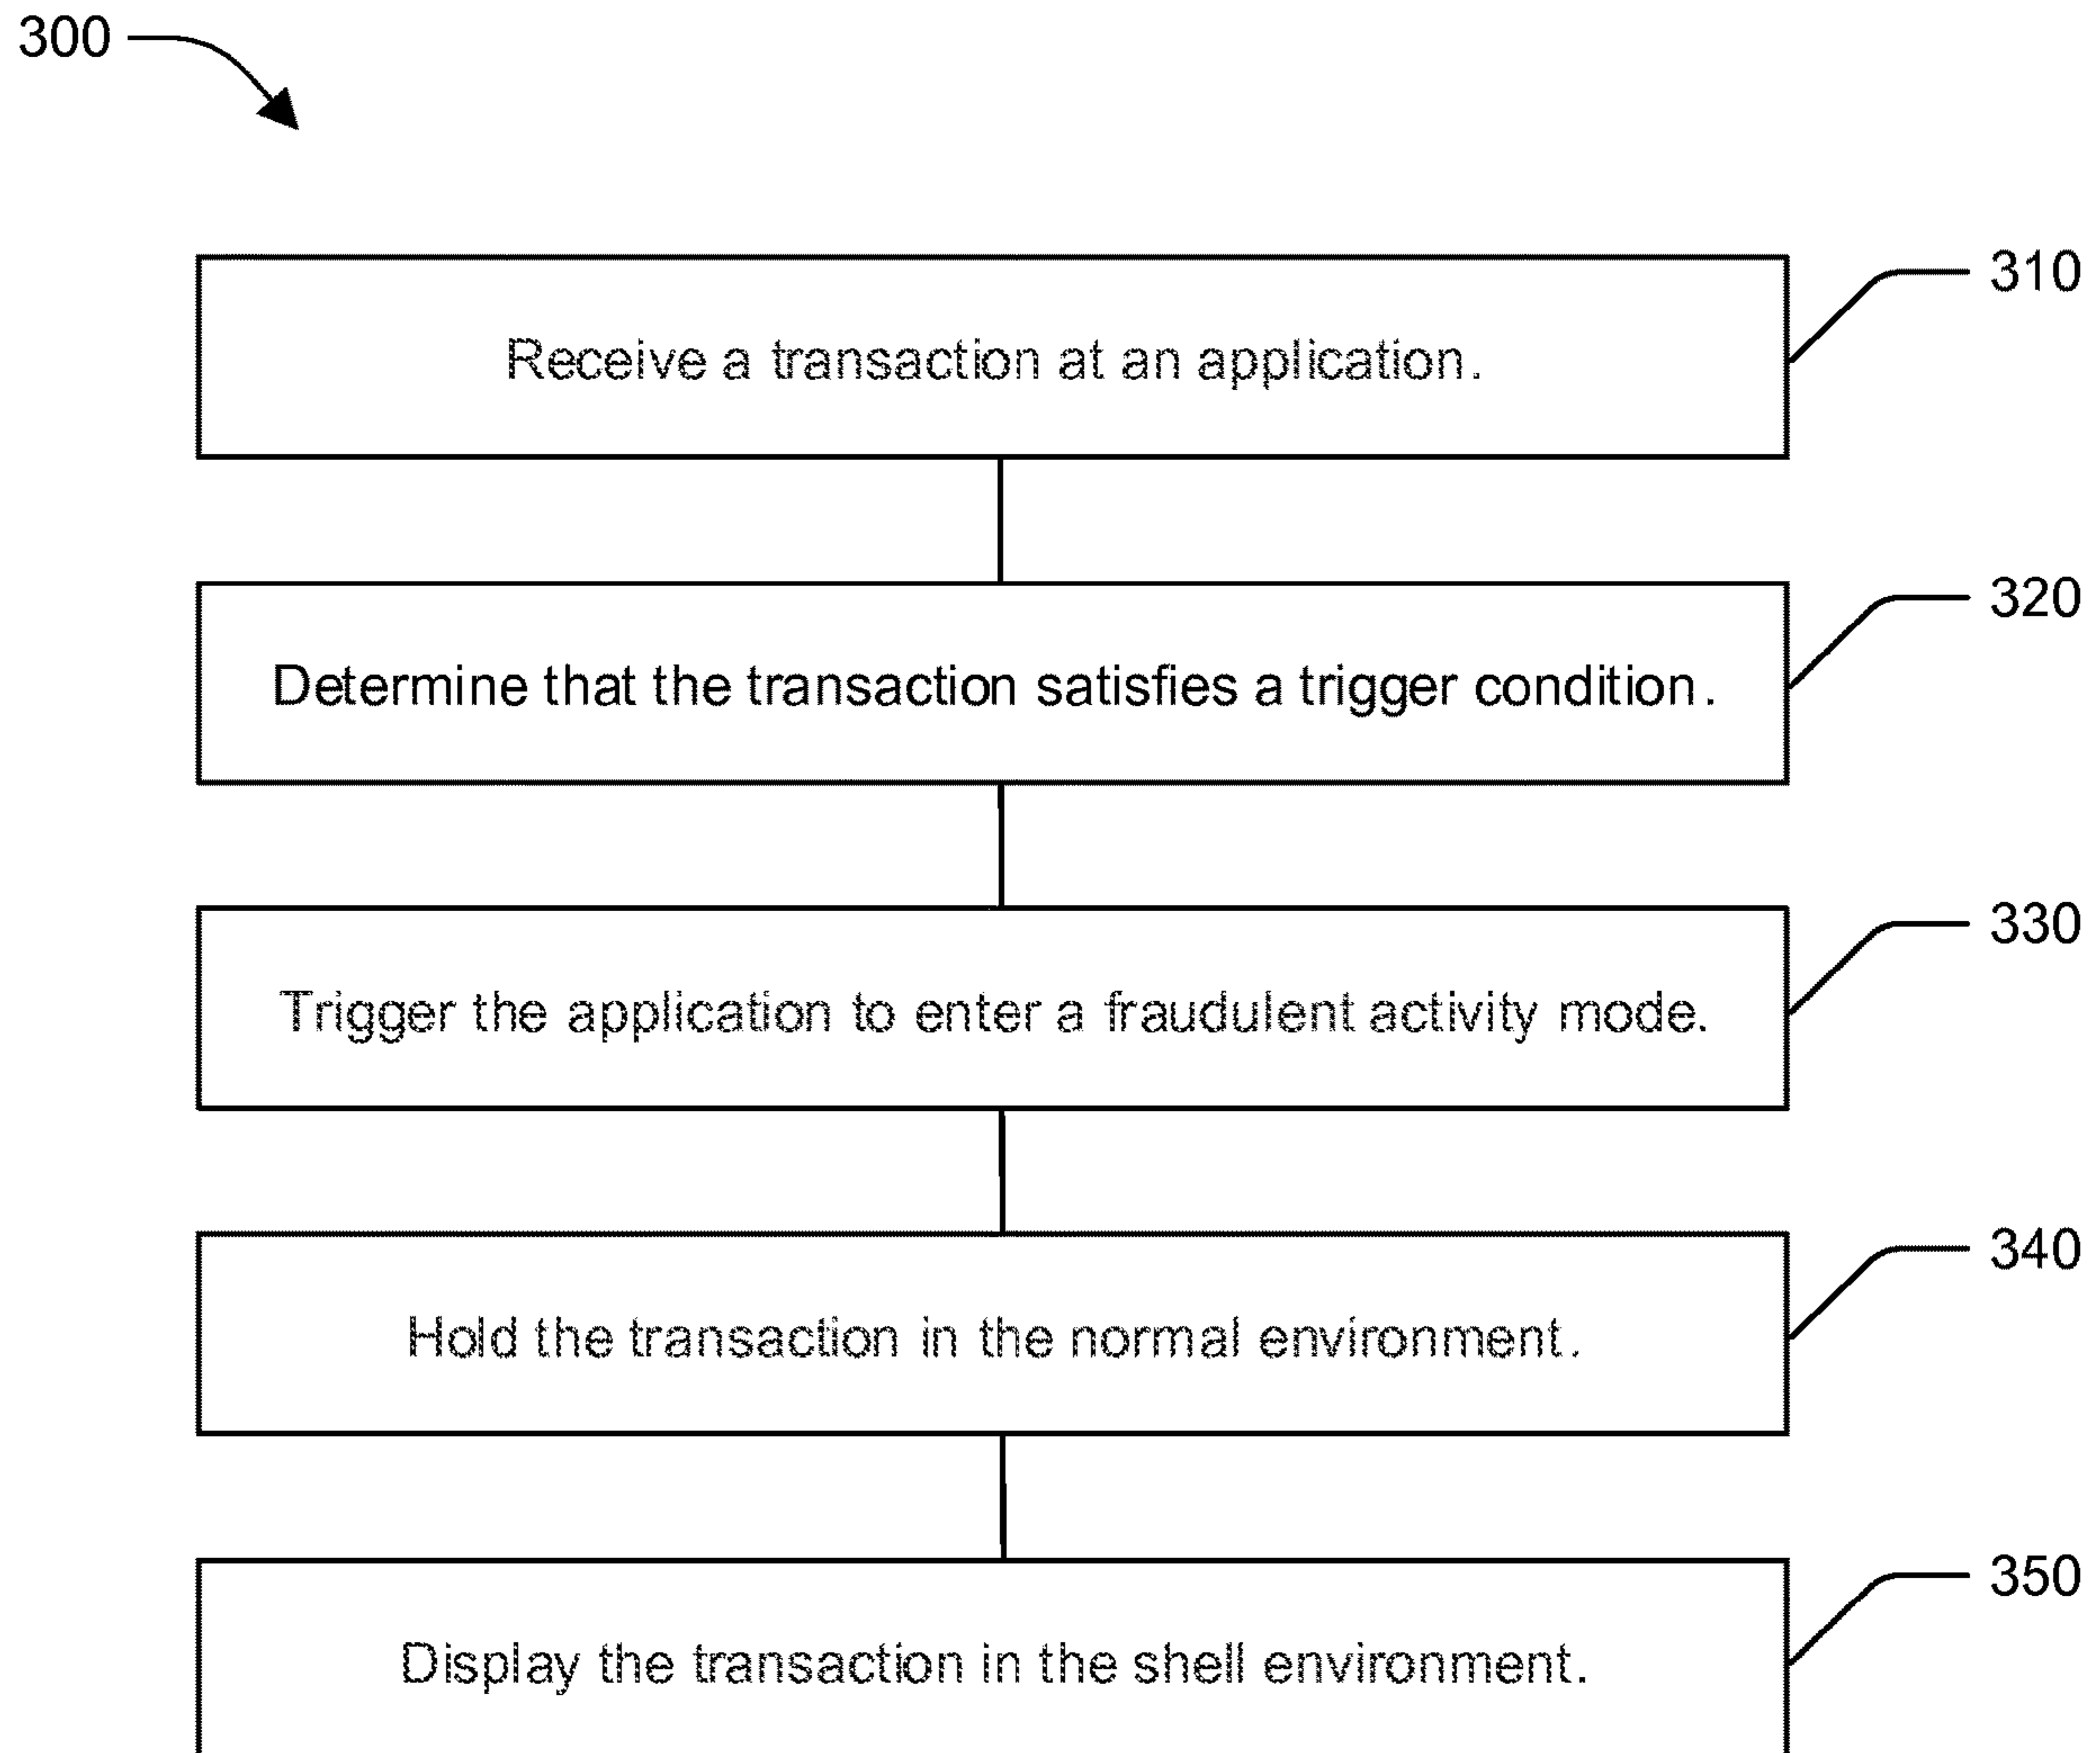 300
310
Receive a transaction at an application.
320
Determine that the transaction satisfies a trigger condition.
330
Trigger the application to enter a fraudulent activity mode.
340
Hold the transaction in the normal environment.
350
Display the transaction in the shell environment.